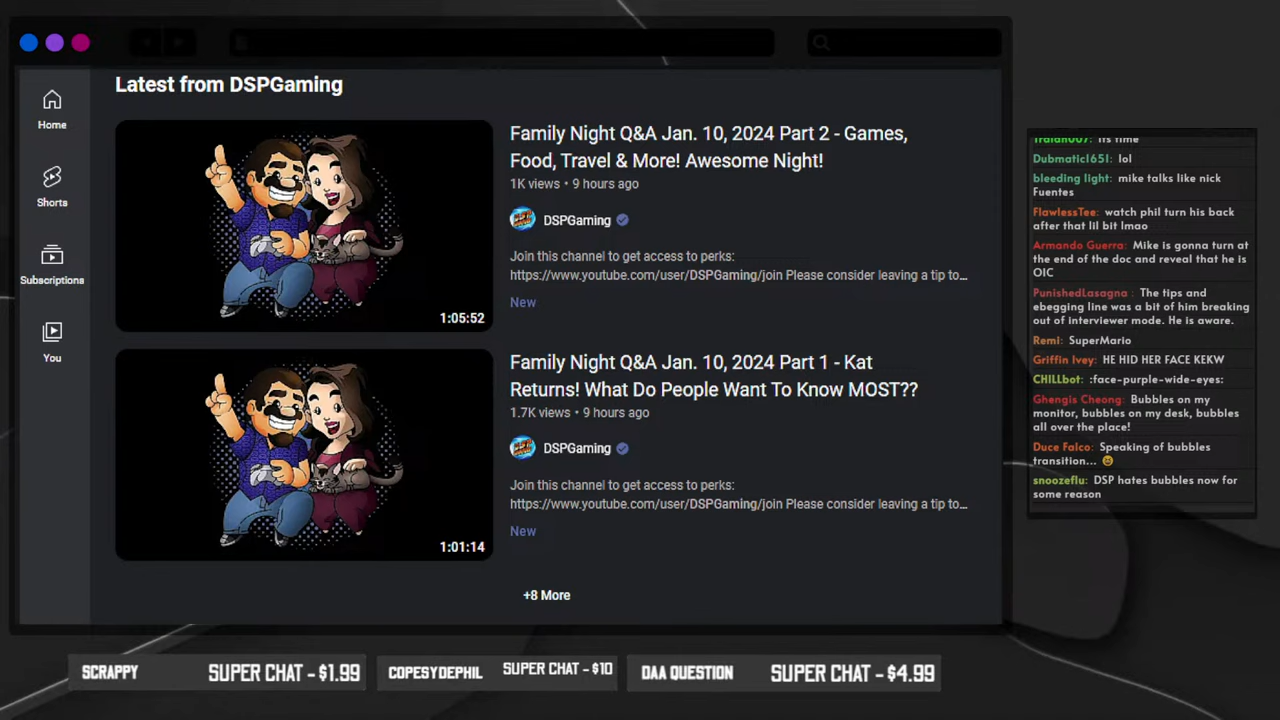 Latest from DSPGaming
Home
Shorts
Subscriptions
You
Family Night Q&A Jan. 10, 2024 Part 2 - Games,
Food, Travel & More! Awesome Night!
1K views • 9 hours ago
DSPGaming
Join this channel to get access to perks:
https://www.youtube.com/user/DSPGaming/join Please consider leaving a tip to...
New
1:05:52
Family Night Q&A Jan. 10, 2024 Part 1 - Kat
Returns! What Do People Want To Know MOST??
1.7K views • 9 hours ago
DSPGaming
Join this channel to get access to perks:
https://www.youtube.com/user/DSPGaming/join Please consider leaving a tip to...
New
1:01:14
+8 More
its time
Dubmatic1651: lol
bleeding light: mike talks like nick
Fuentes
FlawlessTee: watch phil turn his back
after that lil bit lmao
Armando Guerra: Mike is gonna turn at
the end of the doc and reveal that he is
OIC
PunishedLasagna : The tips and
ebegging line was a bit of him breaking
out of interviewer mode. He is aware.
Remi: SuperMario
Griffin Ivey: HE HID HER FACE KEKW
CHILLbot: :face-purple-wide-eyes:
Ghengis Cheong: Bubbles on my
monitor, bubbles on my desk, bubbles
all over the place!
Duce Falco: Speaking of bubbles
transition...
snoozeflu: DSP hates bubbles now for
some reason
SCRAPPY SUPER CHAT - $1.99
COPESYDEPHIL SUPER CHAT - $10
DAA QUESTION SUPER CHAT - $4.99